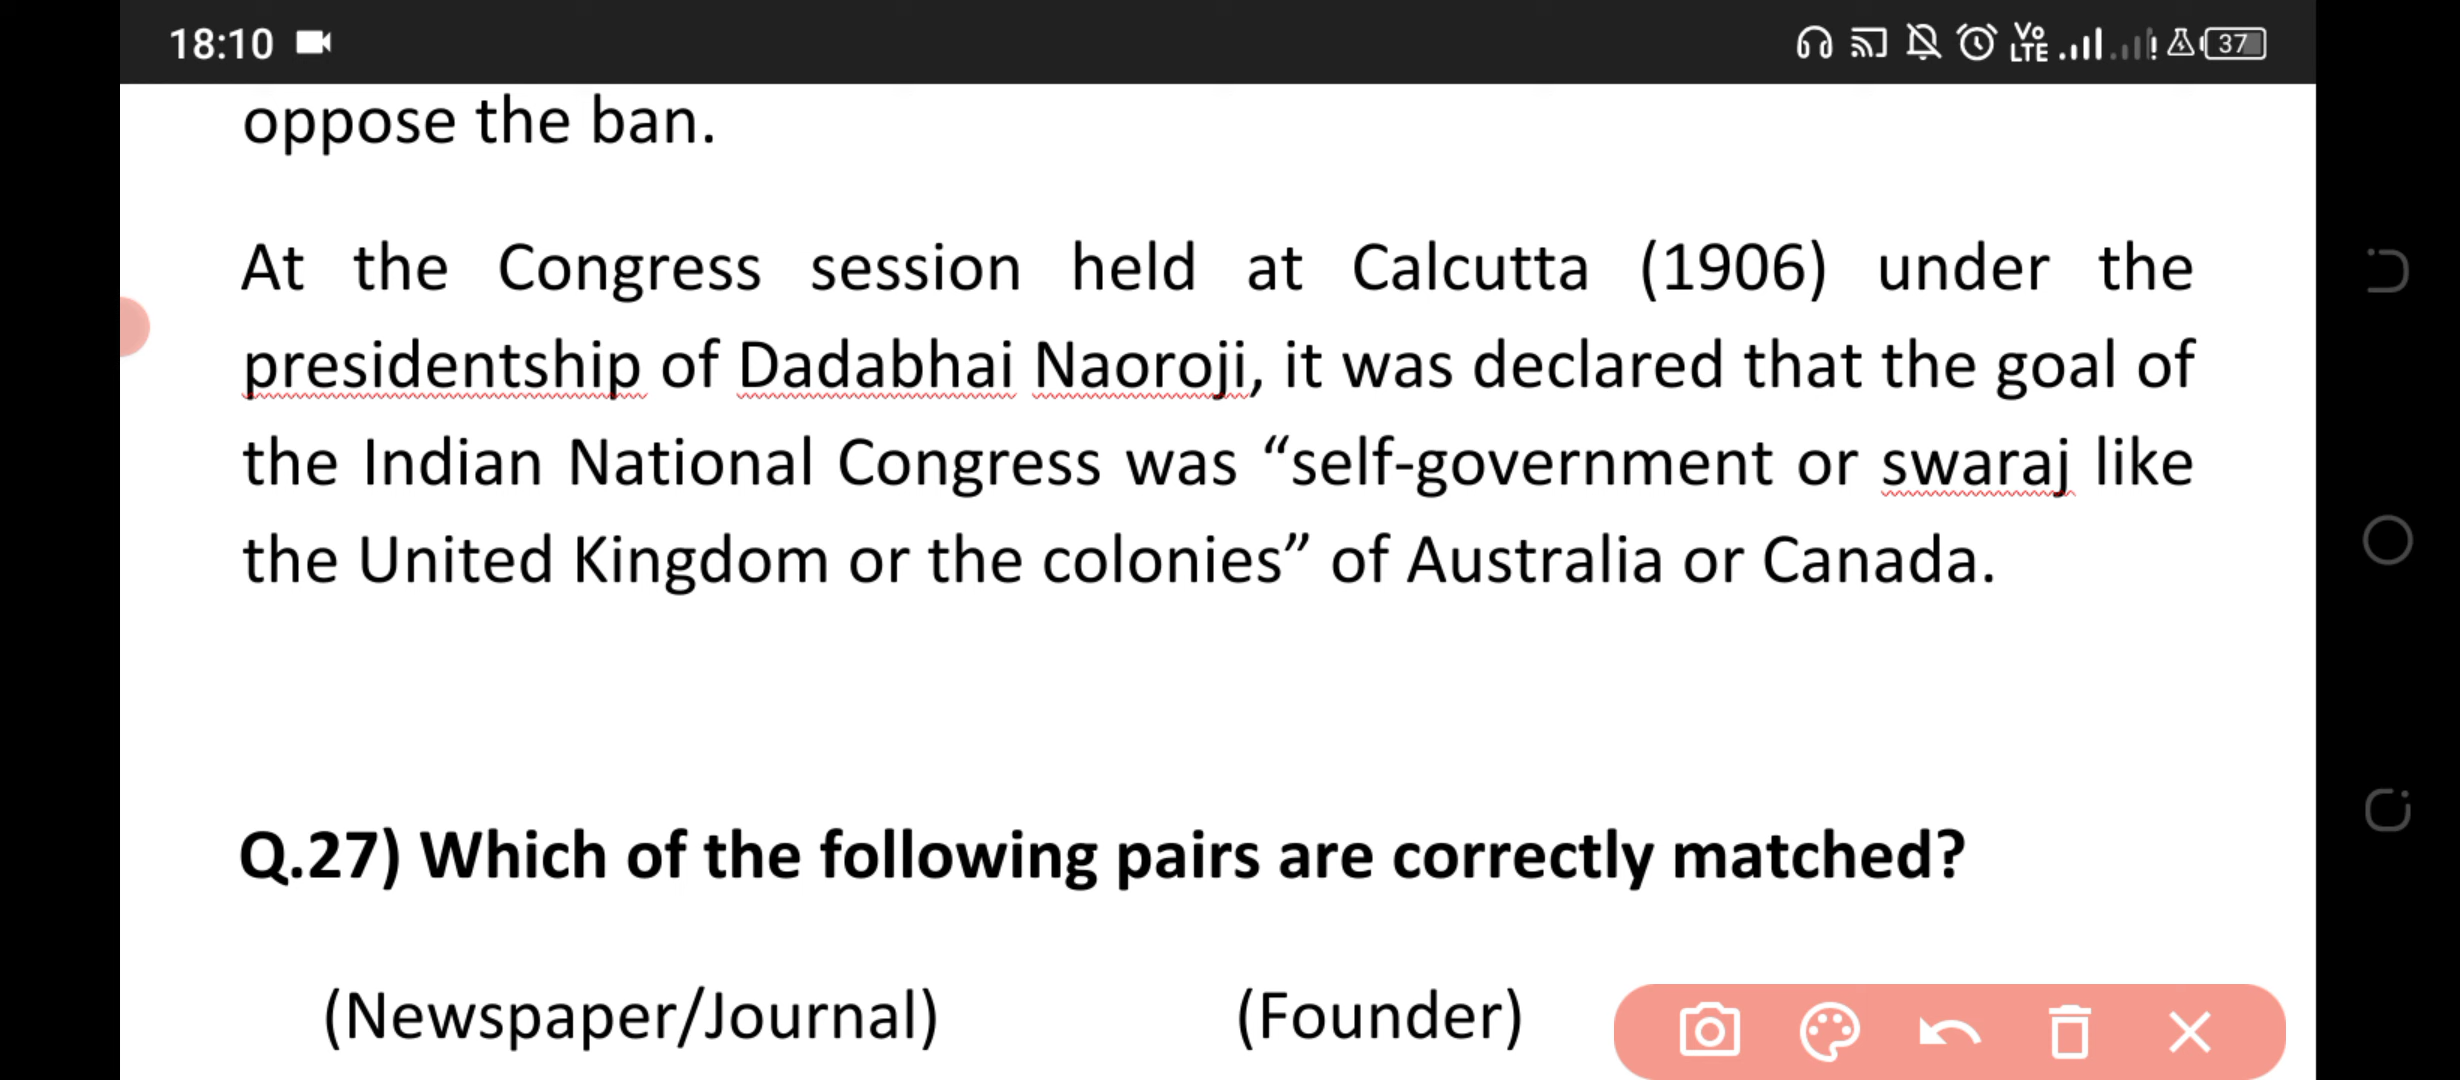 18:10
Vo
LTE
37
oppose the ban.
At the Congress session held at Calcutta (1906) under the
presidentship of Dadabhai Naoroji, it was declared that the goal of
the Indian National Congress was “self-government or swaraj like
the United Kingdom or the colonies” of Australia or Canada.
Q.27) Which of the following pairs are correctly matched?
(Newspaper/Journal) (Founder)